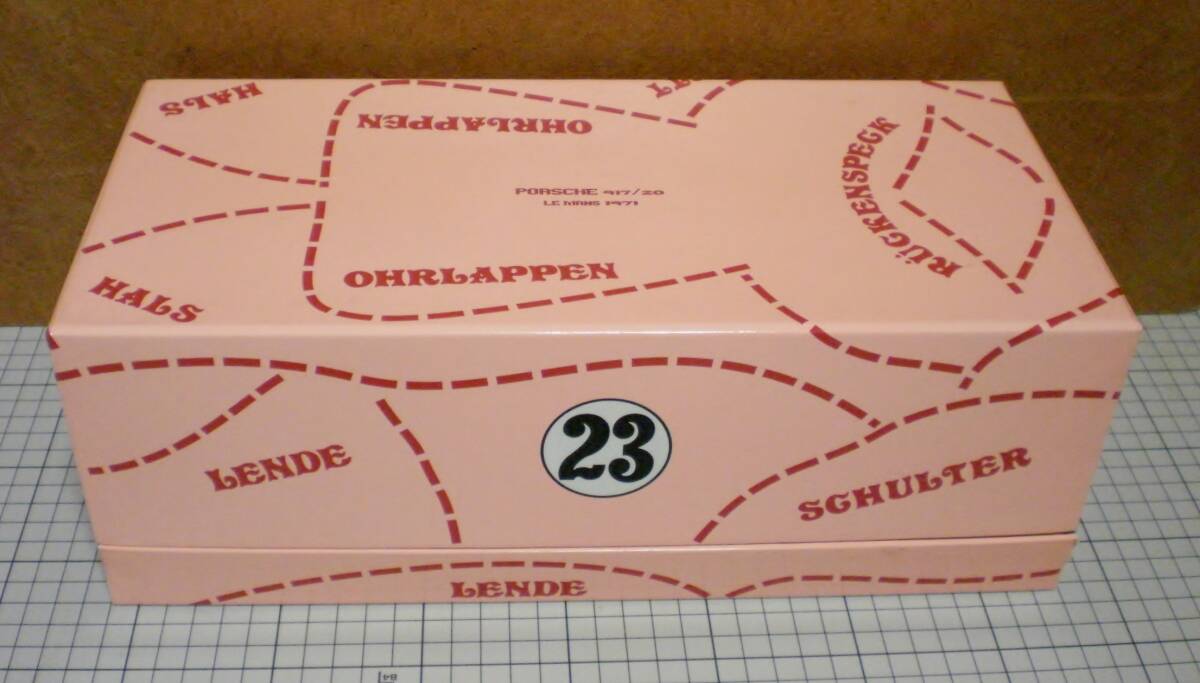 HALS
OHRLAPPEN
RÜCKENSPECK
PORSCHE 917/20
LE MANS 1971
OHRLAPPEN
HALS
LENDE
23
SCHULTER
LENDE